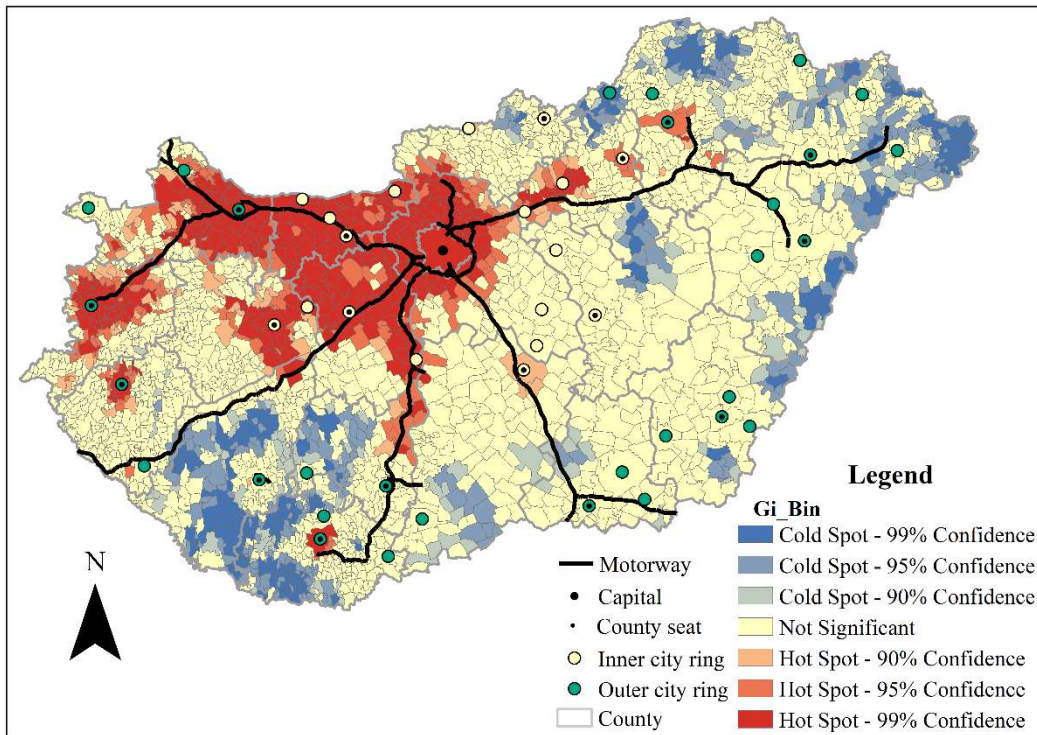 N
Motorway
Capital
County seat
Inner city ring
Outer city ring
County
Legend
Gi_Bin
Cold Spot - 99% Confidence
Cold Spot - 95% Confidence
Cold Spot - 90% Confidence
Not Significant
Hot Spot - 90% Confidence
Hot Spot - 95% Confidence
Hot Spot - 99% Confidence